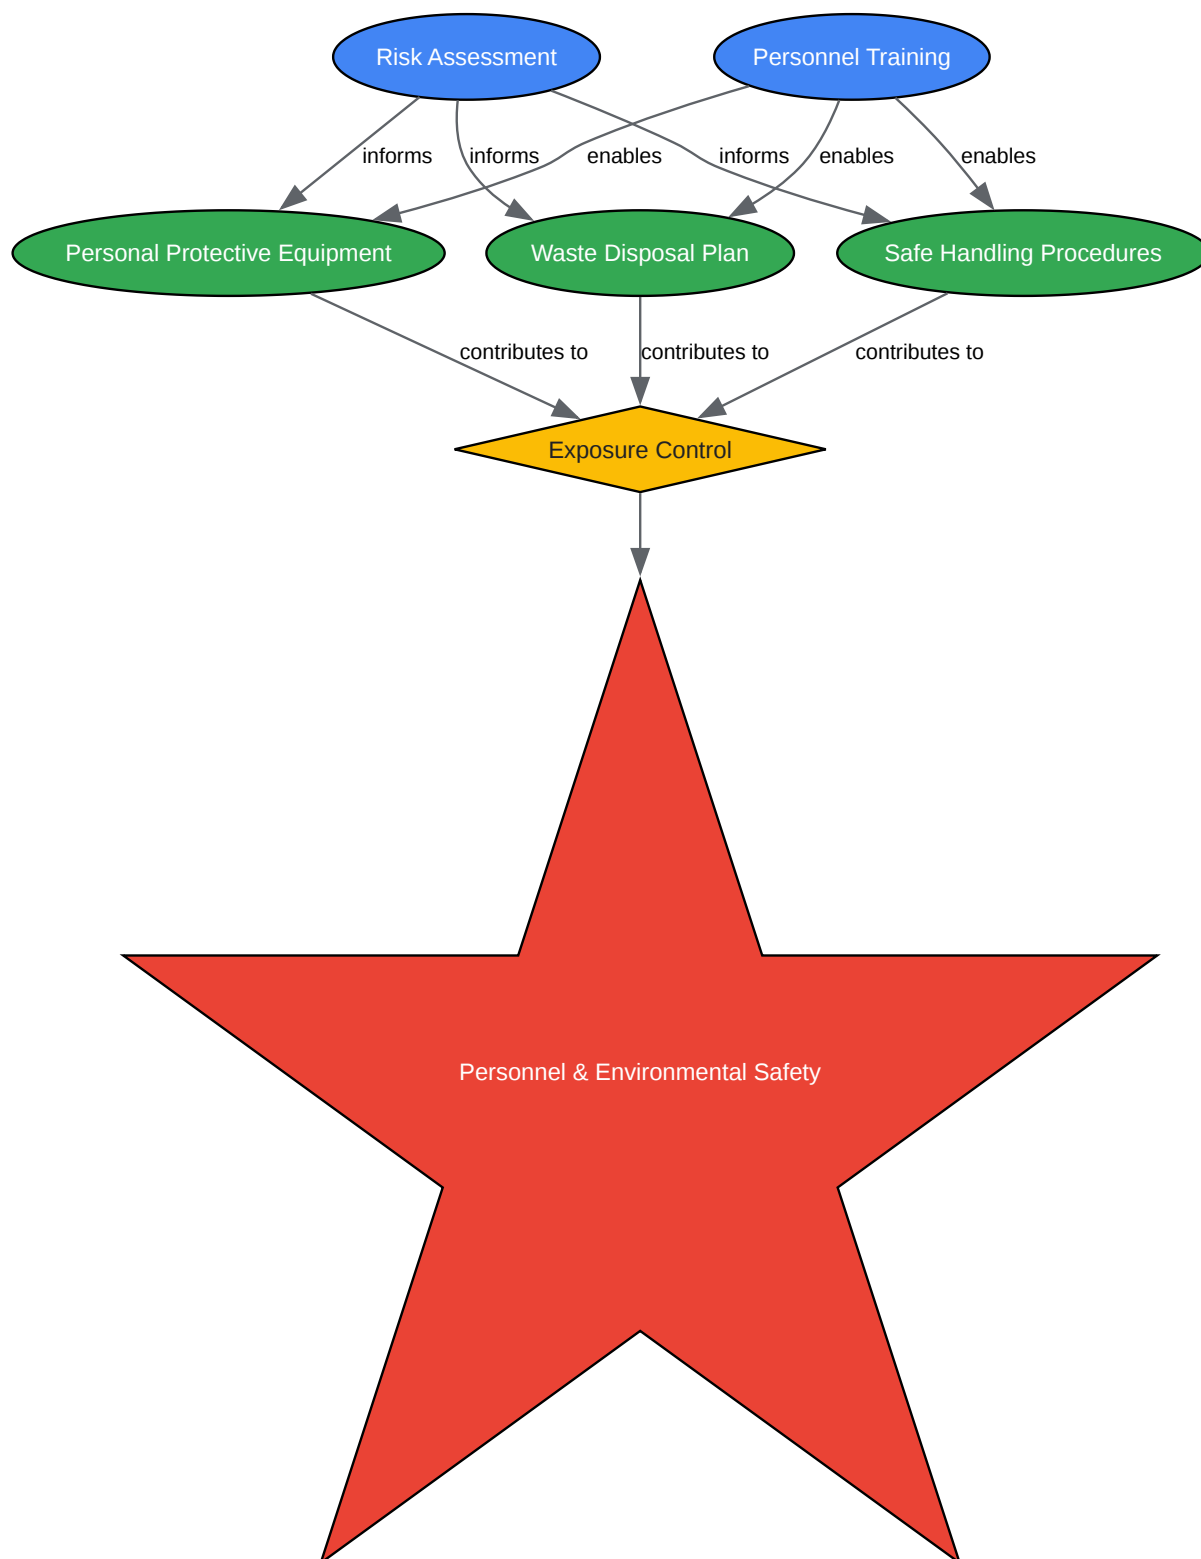 Risk Assessment
Personnel Training
informs
informs
enables
informs
enables
enables
Personal Protective Equipment
Waste Disposal Plan
Safe Handling Procedures
contributes to
contributes to
contributes to
Exposure Control
Personnel & Environmental Safety